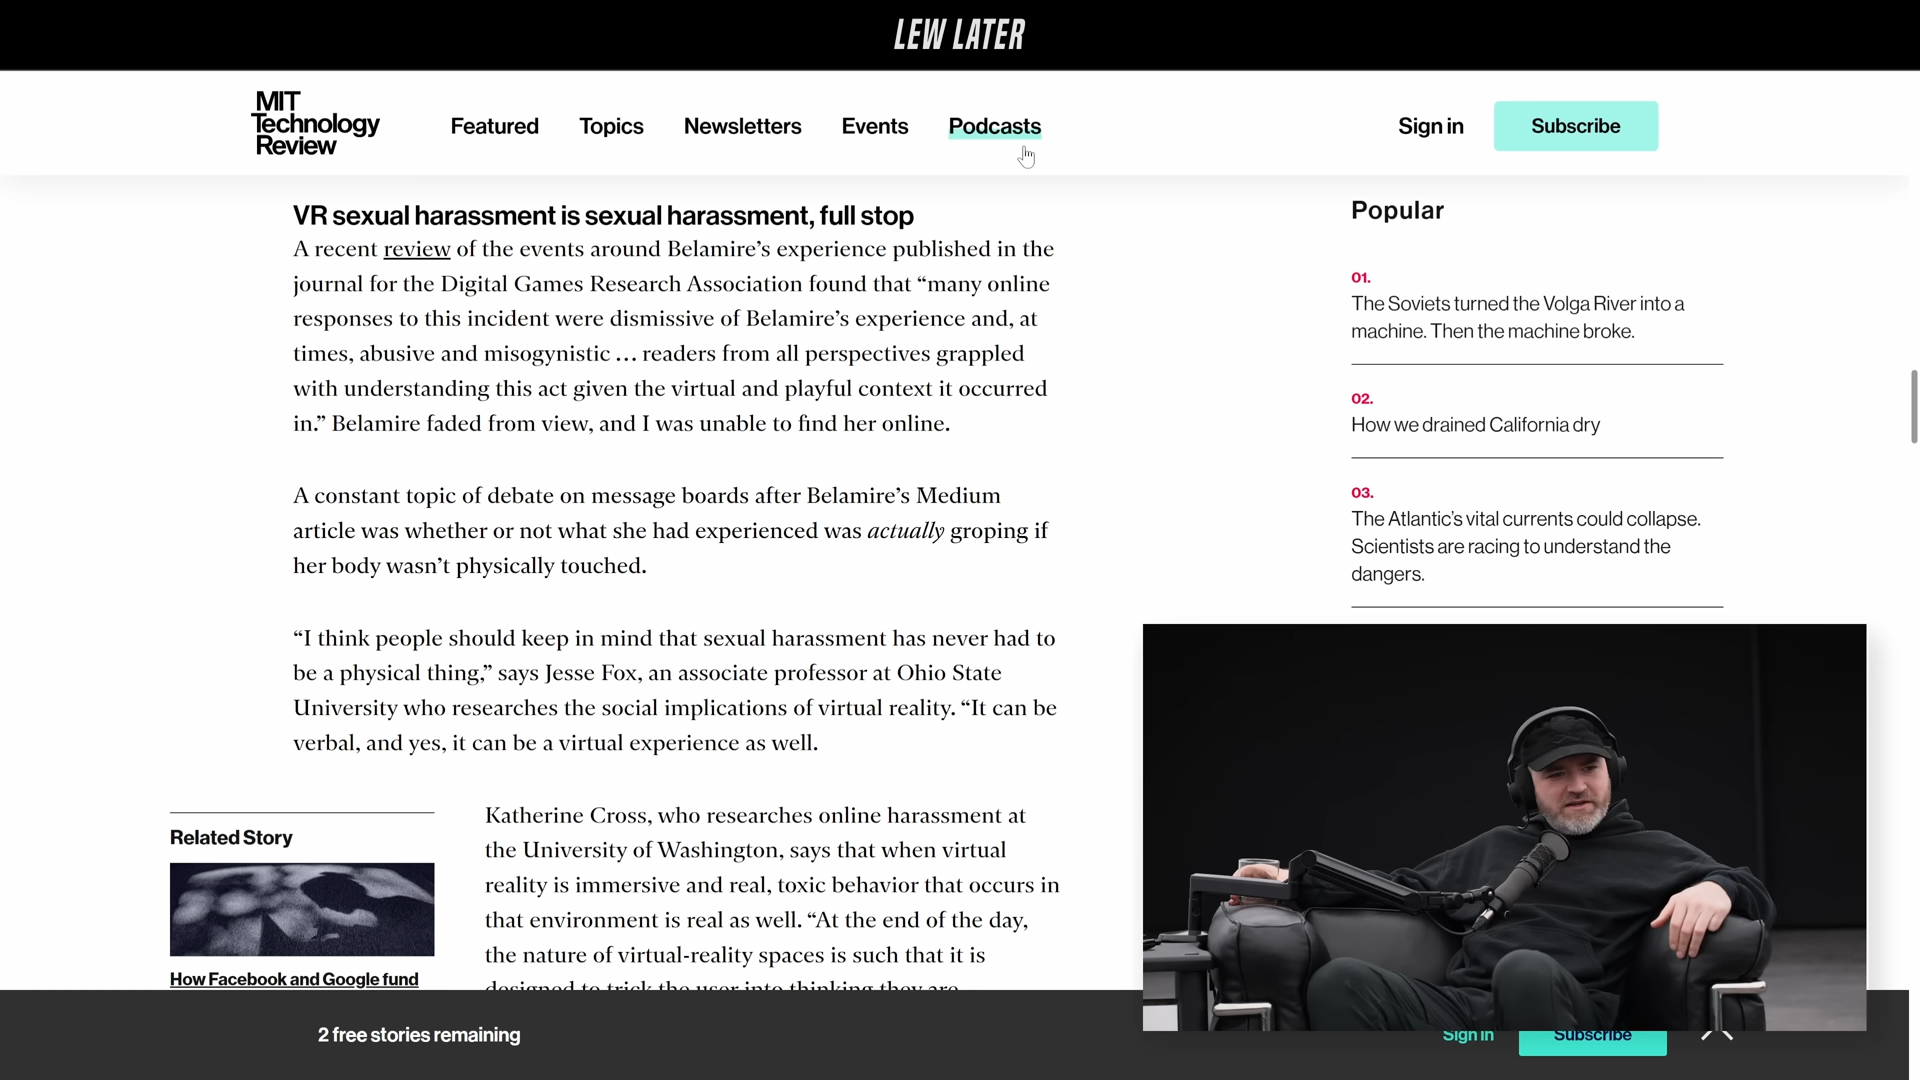 LEW LATER
MIT
Technology
Review
Featured
Topics
Newsletters
Events
Podcasts
Sign in
Subscribe
VR sexual harassment is sexual harassment, full stop
A recent review of the events around Belamire’s experience published in the
journal for the Digital Games Research Association found that “many online
responses to this incident were dismissive of Belamire’s experience and, at
times, abusive and misogynistic … readers from all perspectives grappled
with understanding this act given the virtual and playful context it occurred
in.” Belamire faded from view, and I was unable to find her online.
A constant topic of debate on message boards after Belamire’s Medium
article was whether or not what she had experienced was actually groping if
her body wasn’t physically touched.
“I think people should keep in mind that sexual harassment has never had to
be a physical thing,” says Jesse Fox, an associate professor at Ohio State
University who researches the social implications of virtual reality. “It can be
verbal, and yes, it can be a virtual experience as well.
Related Story
How Facebook and Google fund
Katherine Cross, who researches online harassment at
the University of Washington, says that when virtual
reality is immersive and real, toxic behavior that occurs in
that environment is real as well. “At the end of the day,
the nature of virtual-reality spaces is such that it is
designed to trick the user into thinking they are
Popular
01.
The Soviets turned the Volga River into a
machine. Then the machine broke.
02.
How we drained California dry
03.
The Atlantic’s vital currents could collapse.
Scientists are racing to understand the
dangers.
2 free stories remaining
Sign in
Subscribe